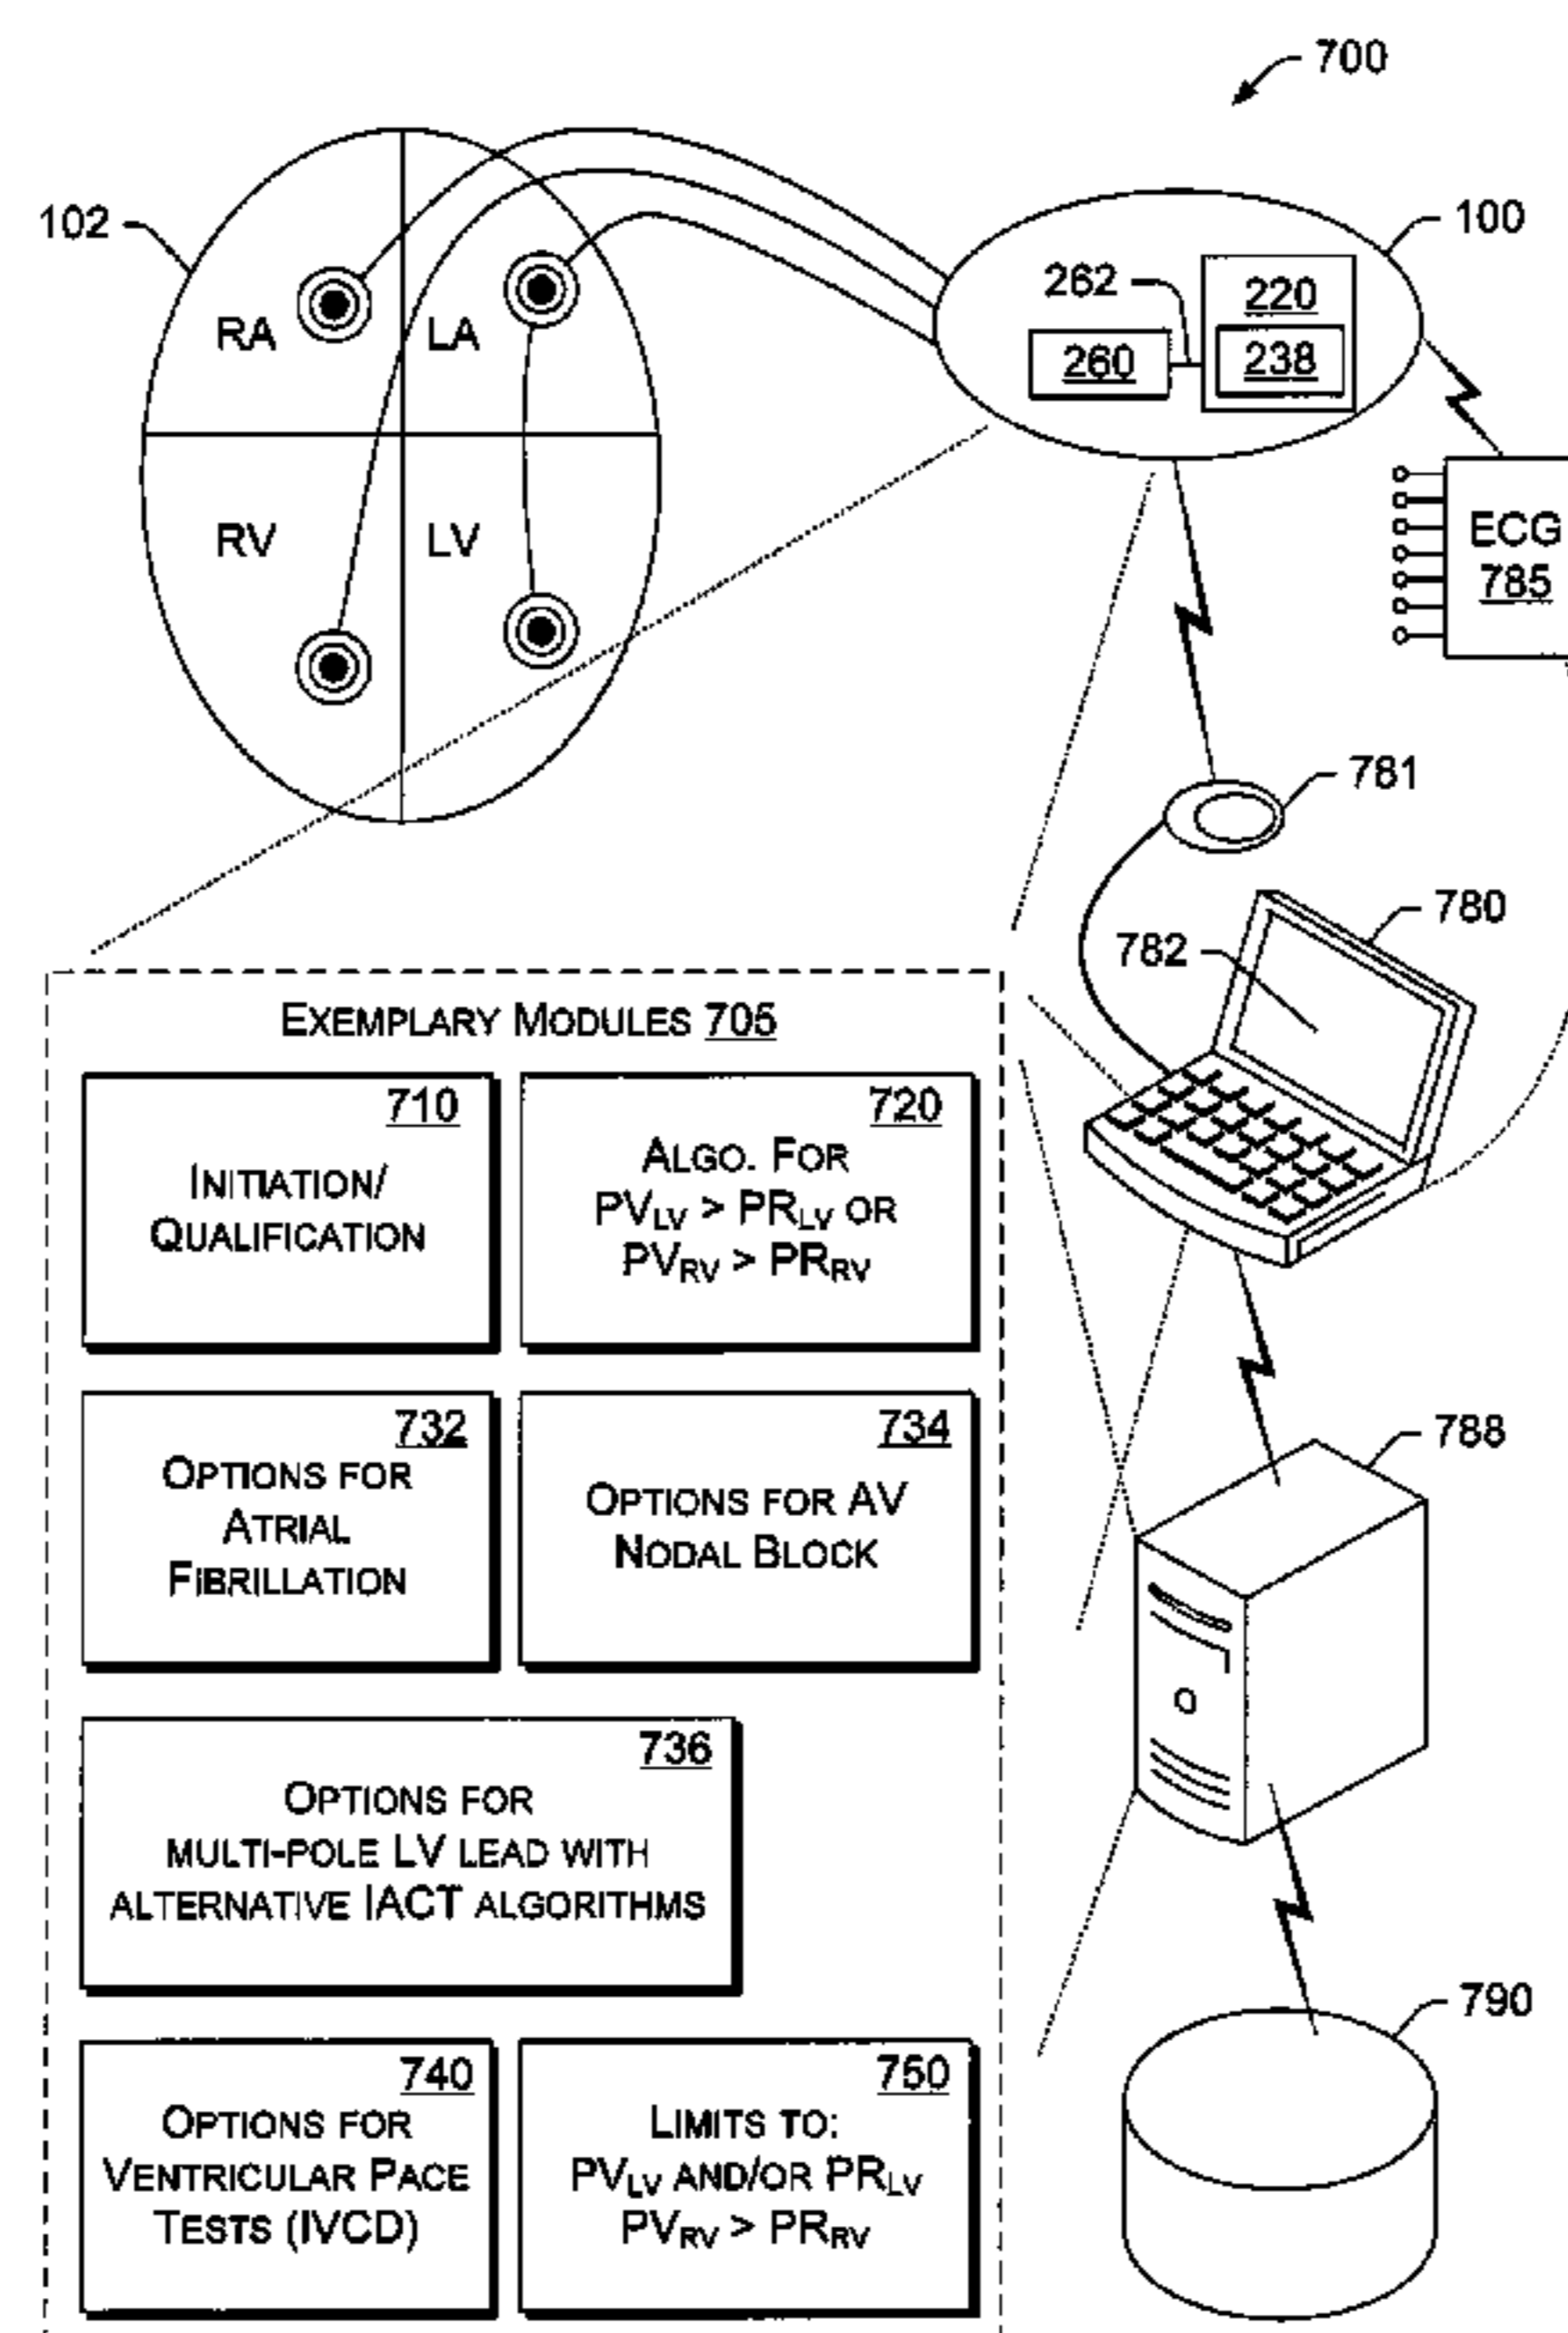 700
102
100
262
220
260
238
RA
LA
RV
LV
ECG
785
781
780
782
EXEMPLARY MODULES 705
710
INITIATION/
QUALIFICATION
720
ALGO. FOR
PVLV > PRLV OR
PVRV > PRRV
732
OPTIONS FOR
ATRIAL
FIBRILLATION
734
OPTIONS FOR AV
NODAL BLOCK
788
736
OPTIONS FOR
MULTI-POLE LV LEAD WITH
ALTERNATIVE IACT ALGORITHMS
790
740
OPTIONS FOR
VENTRICULAR PACE
TESTS (IVCD)
750
LIMITS TO:
PVLV AND/OR PRLV
PVRV > PRRV